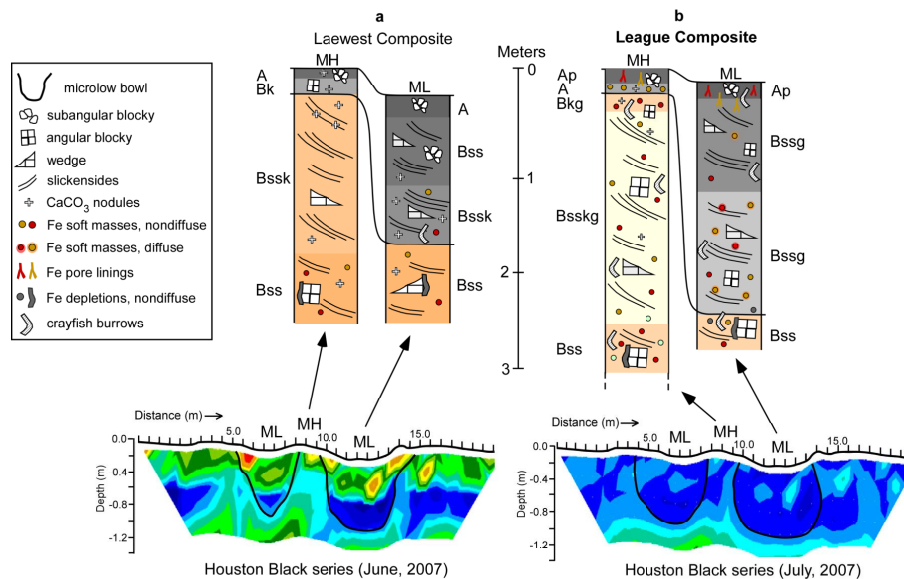 a
Laewest Composite
MH
ML
A
Bk
Bssk
Bss
A
Bss
Bssk
Bss
Meters
0
1
2
3
b
League Composite
MH
ML
Ap
A
Bkg
Bsskg
Bss
Ap
Bssg
Bssg
Bss
microlow bowl
subangular blocky
angular blocky
wedge
slickensides
CaCO3 nodules
Fe soft masses, nondiffuse
Fe soft masses, diffuse
Fe pore linings
Fe depletions, nondiffuse
crayfish burrows
Distance (m)
5.0 ML MH 10.0 ML 15.0
Depth (m)
0.0
-0.4
-0.8
-1.2
Houston Black series (June, 2007)
Distance (m)
5.0 ML MH 10.0 ML 15.0
Depth (m)
0.0
-0.4
-0.8
-1.2
Houston Black series (July, 2007)